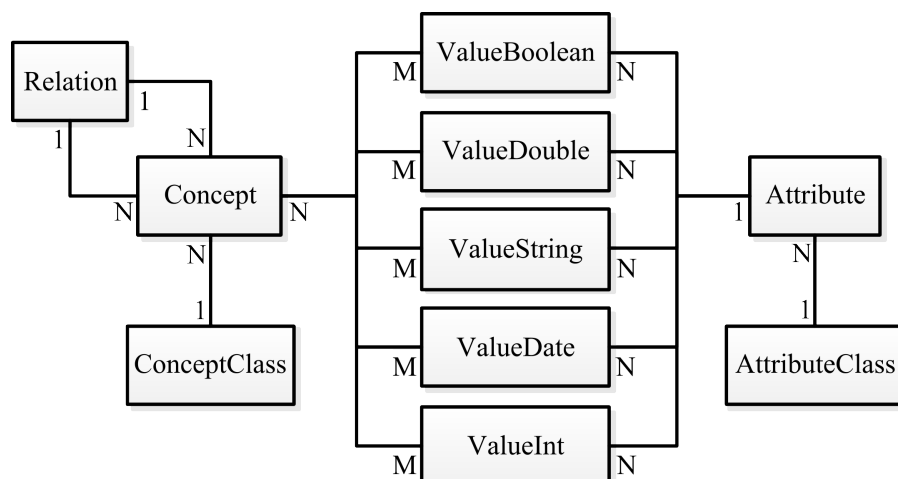 ValueBoolean
M
N
Relation
1
1
N
ValueDouble
M
N
Concept
N
N
Attribute
1
ValueString
M
N
N
N
1
1
ConceptClass
ValueDate
M
N
AttributeClass
ValueInt
M
N